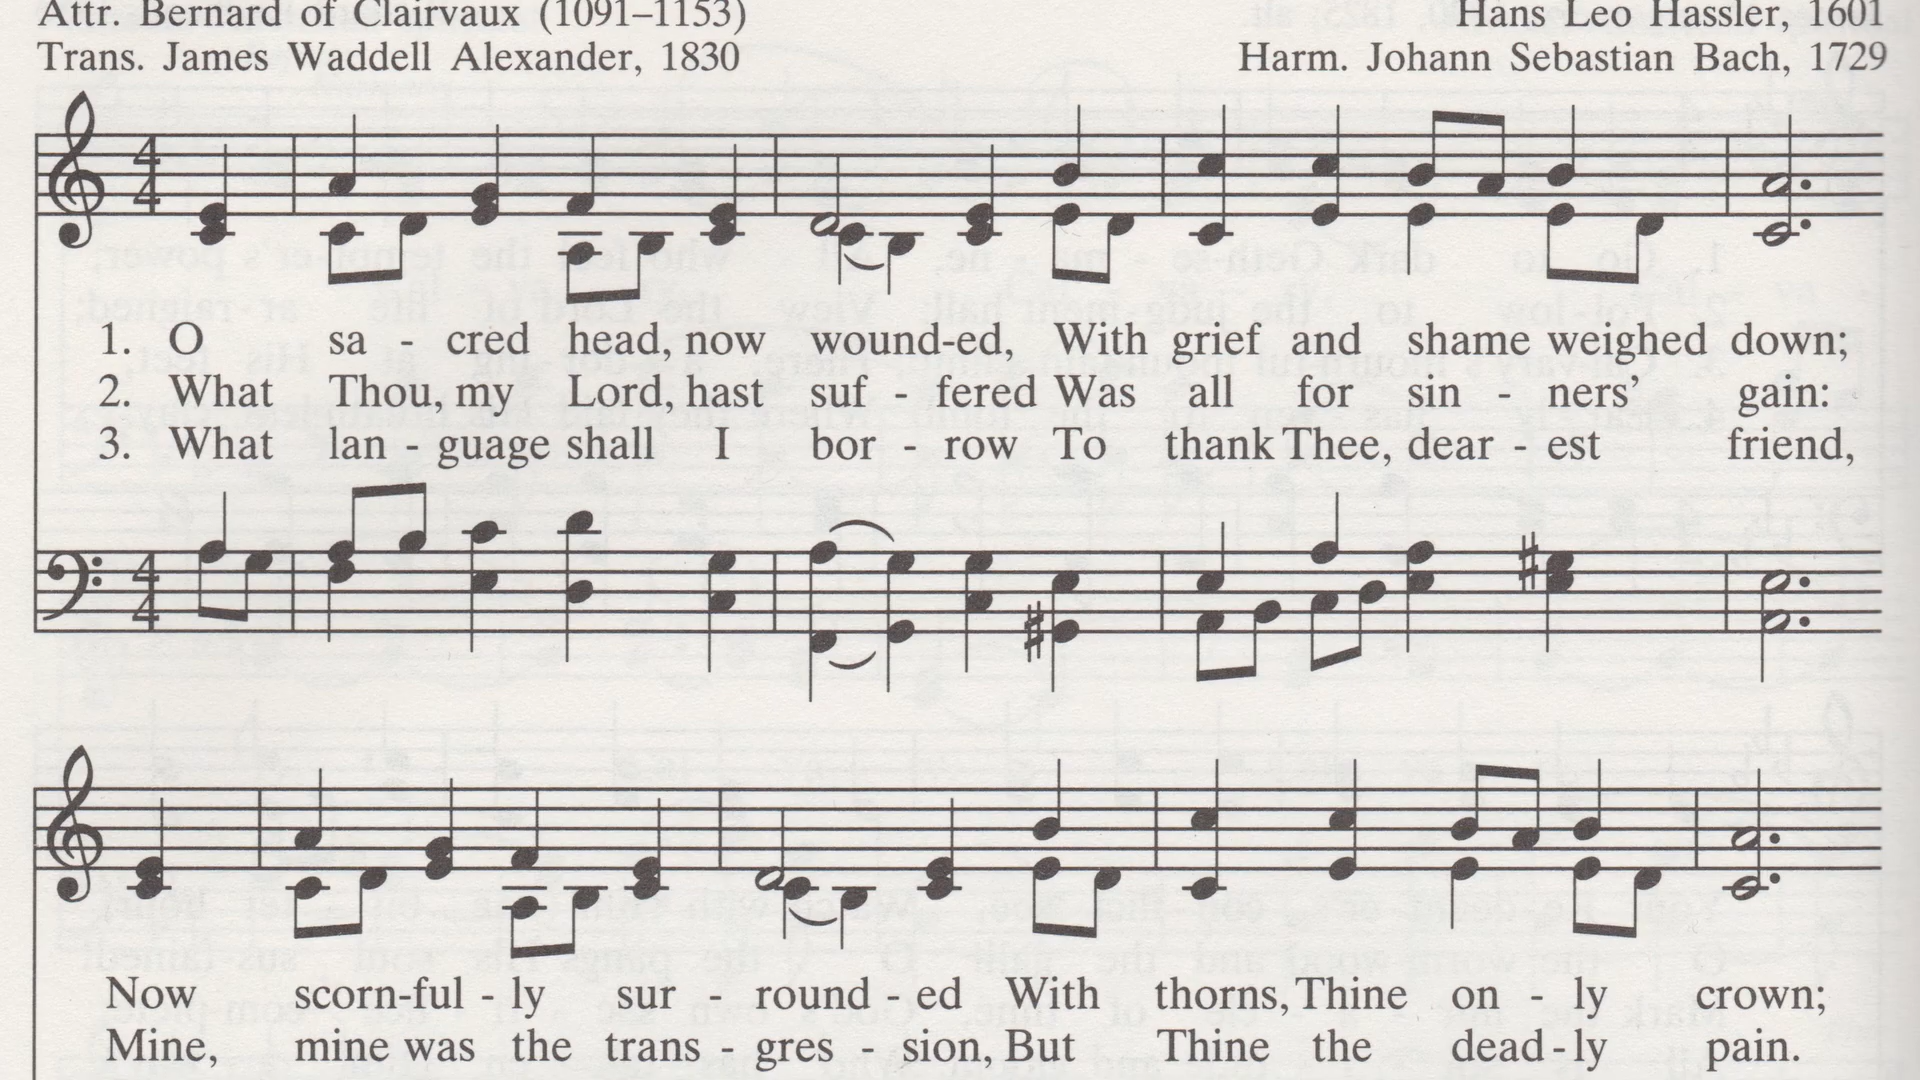 Attr. Bernard of Clairvaux (1091–1153)
Hans Leo Hassler, 1601
Trans. James Waddell Alexander, 1830
Harm. Johann Sebastian Bach, 1729
4
4
1. O sa - cred head, now wound-ed, With grief and shame weighed down;
2. What Thou, my Lord, hast suf - fered Was all for sin - ners' gain:
3. What lan - guage shall I bor - row To thank Thee, dear - est friend,
4
4
Now scorn-ful - ly sur - round - ed With thorns, Thine on - ly crown;
Mine, mine was the trans - gres - sion, But Thine the dead - ly pain.